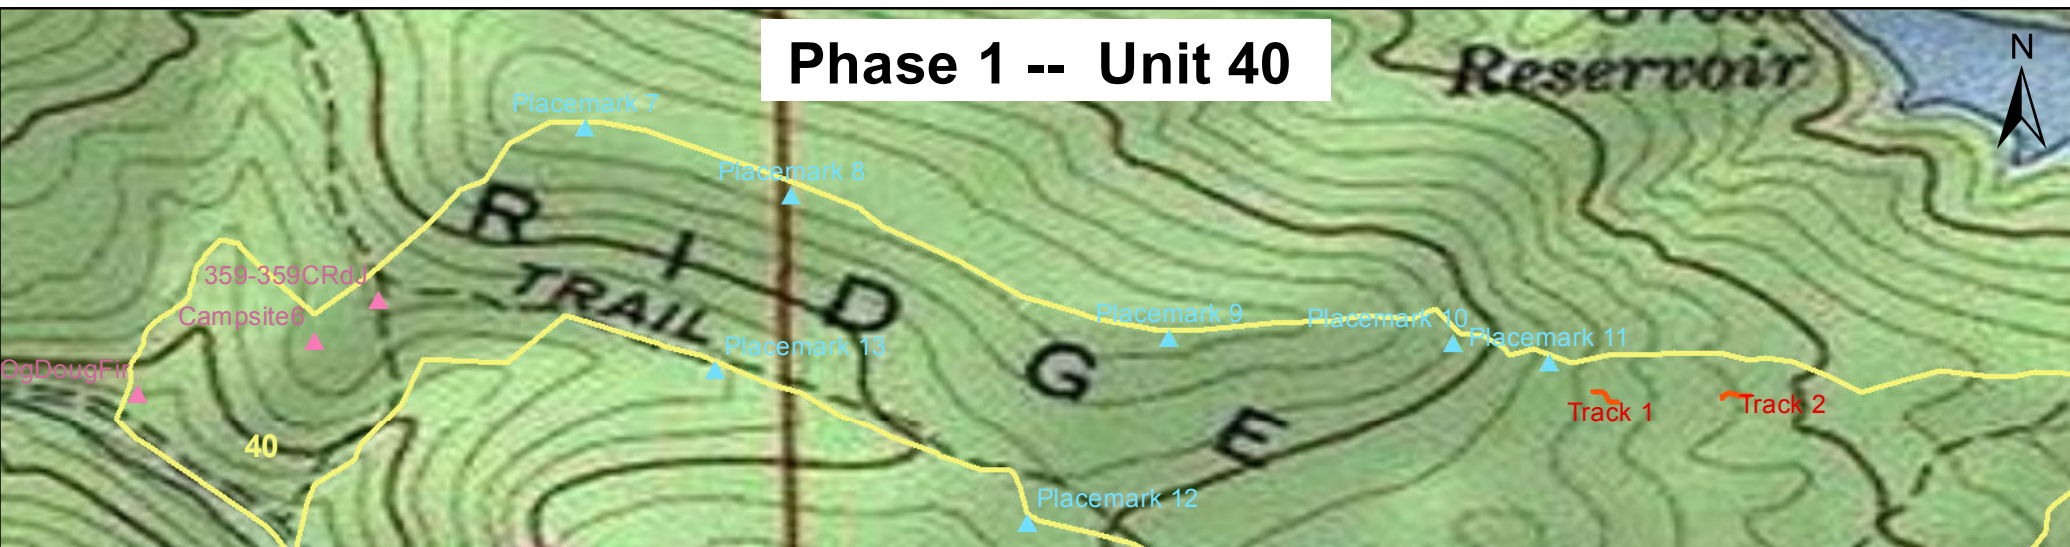 Phase 1 -- Unit 40
Reservoir
N
Placemark 7
Placemark 8
R I D G E
TRAIL
359-359CRdJ
Campsite6
OgDougFir
40
Placemark 9
Placemark 10
Placemark 11
Placemark 13
Track 1
Track 2
Placemark 12